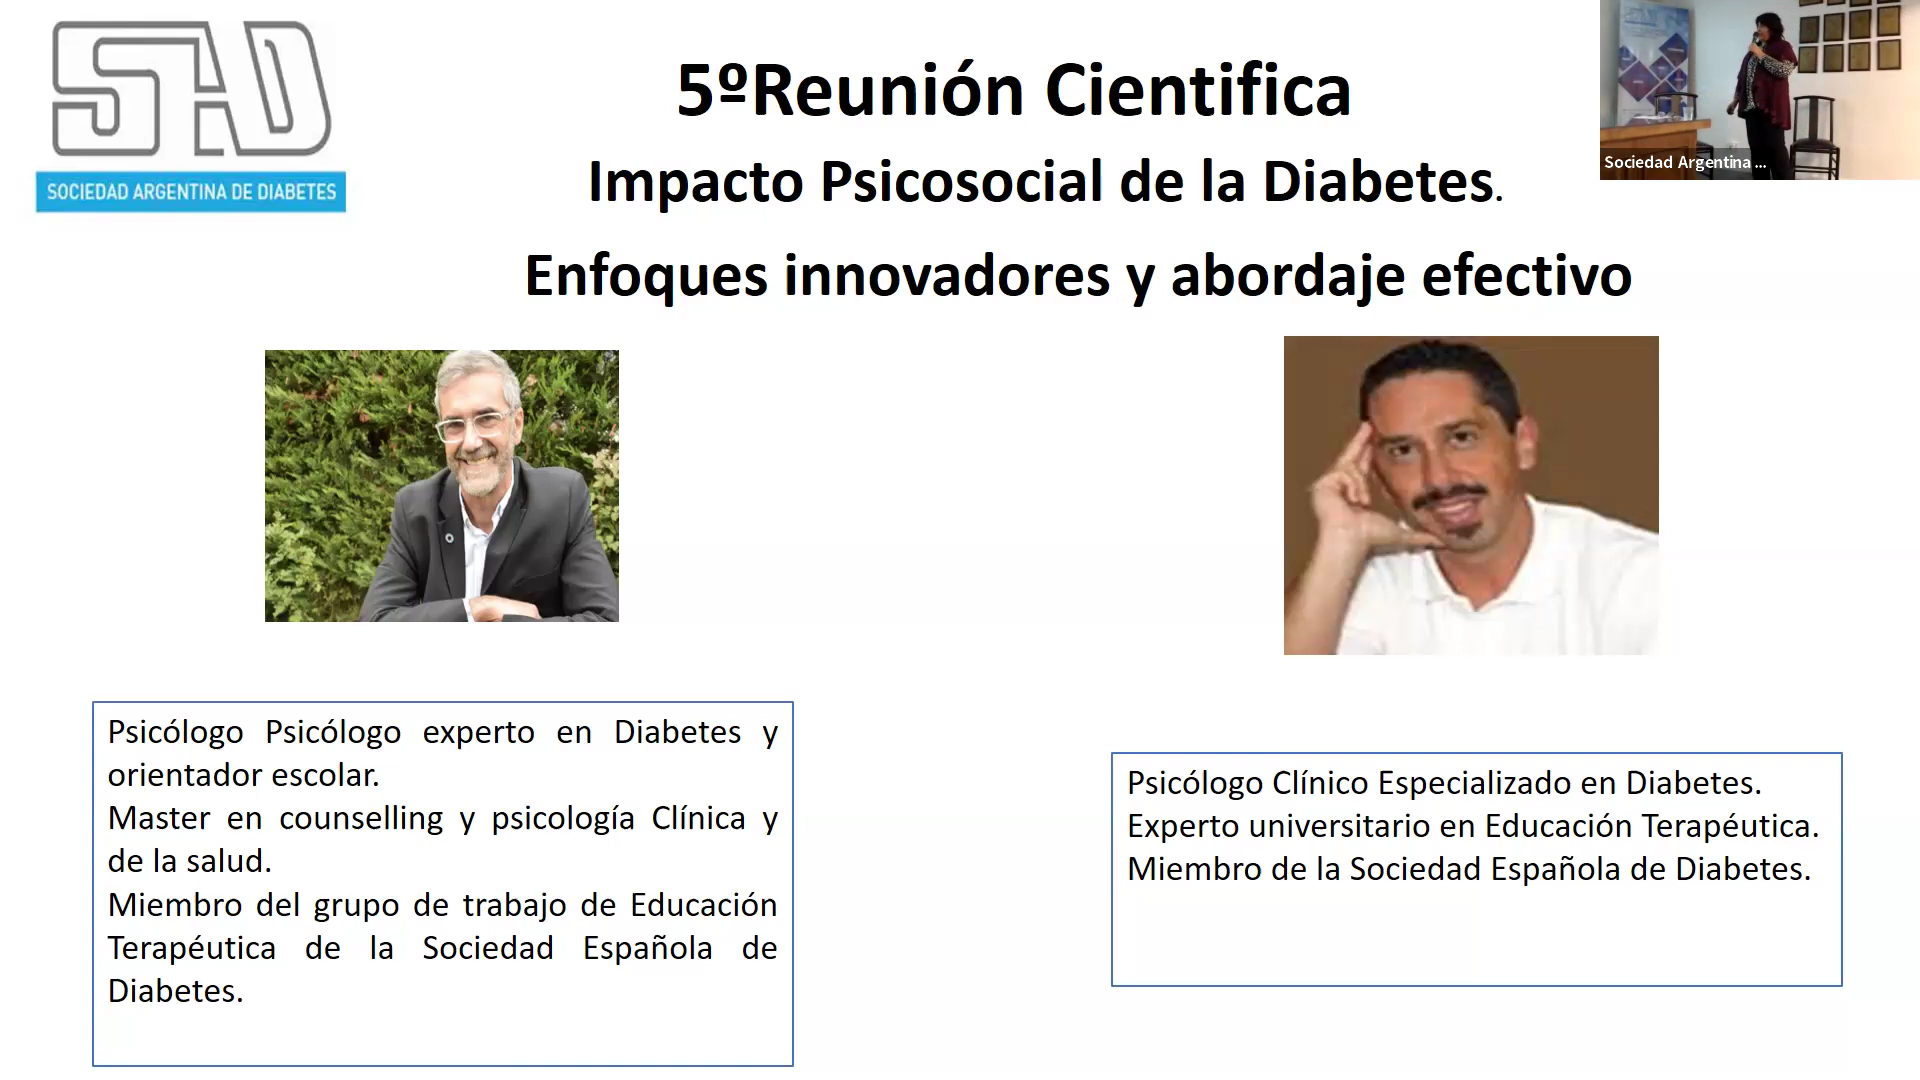 SAD
SOCIEDAD ARGENTINA DE DIABETES
5ºReunión Cientifica
Impacto Psicosocial de la Diabetes.
Enfoques innovadores y abordaje efectivo
Sociedad Argentina ...
Psicólogo Psicólogo experto en Diabetes y
orientador escolar.
Master en counselling y psicología Clínica y
de la salud.
Miembro del grupo de trabajo de Educación
Terapéutica de la Sociedad Española de
Diabetes.
Psicólogo Clínico Especializado en Diabetes.
Experto universitario en Educación Terapéutica.
Miembro de la Sociedad Española de Diabetes.